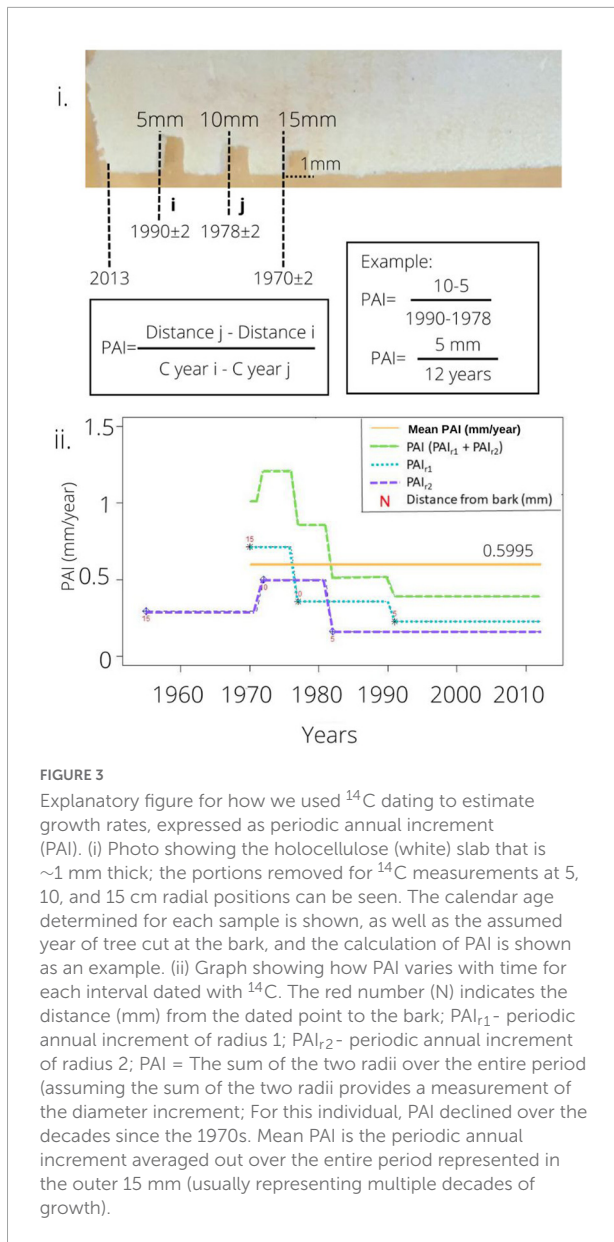 i.
5mm 10mm 15mm
1mm
i j
1990±2 1978±2
2013 1970±2
PAI= Distance j - Distance i
C year i - C year j
Example:
PAI= 10-5
1990-1978
PAI= 5 mm
12 years
ii.
1.5
1
0.5
0
PAI (mm/year)
Mean PAI (mm/year)
PAI (PAIr1 + PAIr2)
PAIr1
PAIr2
N Distance from bark (mm)
0.5995
15
10
5
15
10
5
1960 1970 1980 1990 2000 2010
Years
FIGURE 3
Explanatory figure for how we used 14C dating to estimate
growth rates, expressed as periodic annual increment
(PAI). (i) Photo showing the holocellulose (white) slab that is
~1 mm thick; the portions removed for 14C measurements at 5,
10, and 15 cm radial positions can be seen. The calendar age
determined for each sample is shown, as well as the assumed
year of tree cut at the bark, and the calculation of PAI is shown
as an example. (ii) Graph showing how PAI varies with time for
each interval dated with 14C. The red number (N) indicates the
distance (mm) from the dated point to the bark; PAIr1- periodic
annual increment of radius 1; PAIr2- periodic annual increment
of radius 2; PAI = The sum of the two radii over the entire period
(assuming the sum of the two radii provides a measurement of
the diameter increment; For this individual, PAI declined over the
decades since the 1970s. Mean PAI is the periodic annual
increment averaged out over the entire period represented in
the outer 15 mm (usually representing multiple decades of
growth).